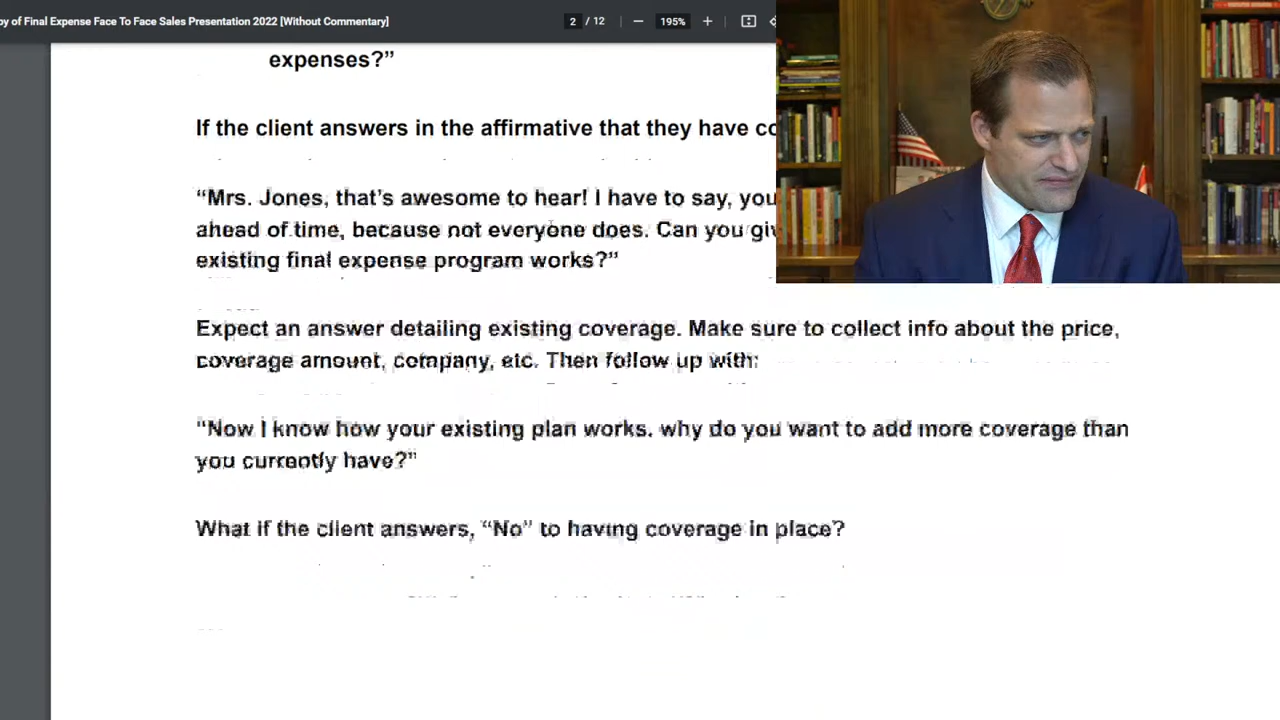 py of Final Expense Face To Face Sales Presentation 2022 [Without Commentary]
2 / 12
195%
expenses?”
If the client answers in the affirmative that they have co
“Mrs. Jones, that’s awesome to hear! I have to say, you
ahead of time, because not everyone does. Can you giv
existing final expense program works?”
Expect an answer detailing existing coverage. Make sure to collect info about the price,
coverage amount, company, etc. Then follow up with:
“Now I know how your existing plan works. why do you want to add more coverage than
you currently have?”
What if the client answers, “No” to having coverage in place?